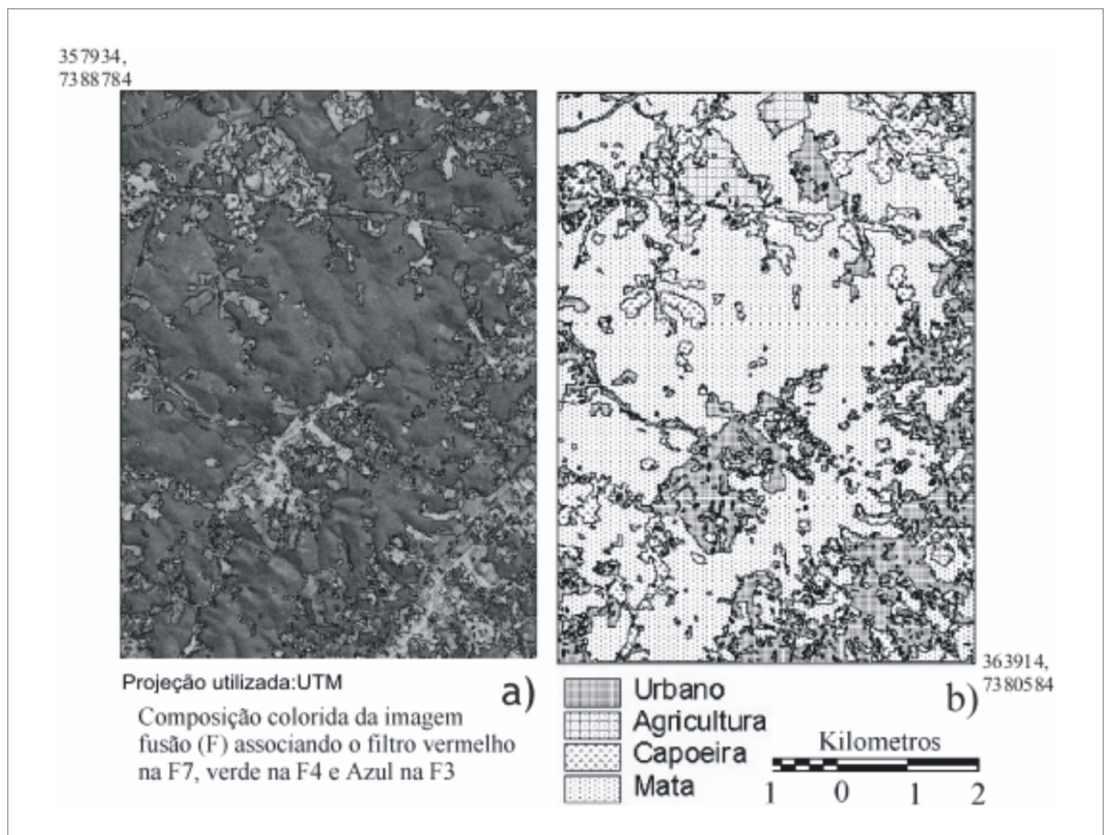 357934,
7388784
Projeção utilizada:UTM
a)
Composição colorida da imagem
fusão (F) associando o filtro vermelho
na F7, verde na F4 e Azul na F3
363914,
7380584
b)
Urbano
Agricultura
Capoeira
Mata
Kilometros
1 0 1 2